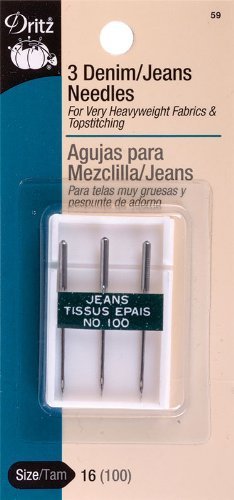 Dritz
59
3 Denim/Jeans
Needles
For Very Heavyweight Fabrics &
Topstitching
Agujas para
Mezclilla/Jeans
Para telas muy gruesas y
pespunte de adorno
JEANS
TISSUS EPAIS
NO. 100
Size/Tam 16 (100)